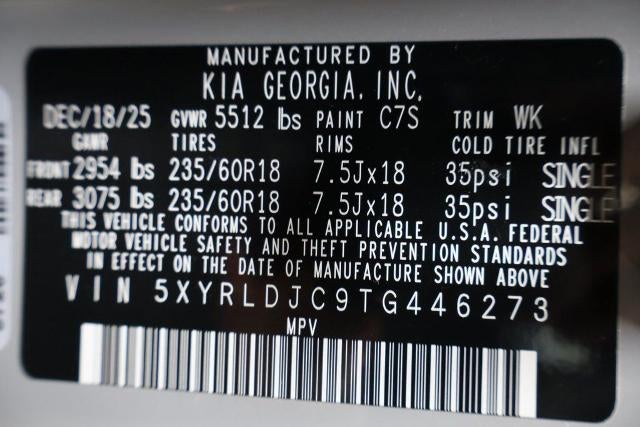 MANUFACTURED BY
KIA GEORGIA, INC.
DEC/18/25 GVWR 5512 lbs PAINT C7S TRIM WK
GAWR TIRES RIMS COLD TIRE INFL
FRONT 2954 lbs 235/60R18 7.5Jx18 35psi SINGLE
REAR 3075 lbs 235/60R18 7.5Jx18 35psi SINGLE
THIS VEHICLE CONFORMS TO ALL APPLICABLE U.S.A. FEDERAL
MOTOR VEHICLE SAFETY AND THEFT PREVENTION STANDARDS
IN EFFECT ON THE DATE OF MANUFACTURE SHOWN ABOVE
VIN 5XYRLDJC9TG446273
MPV